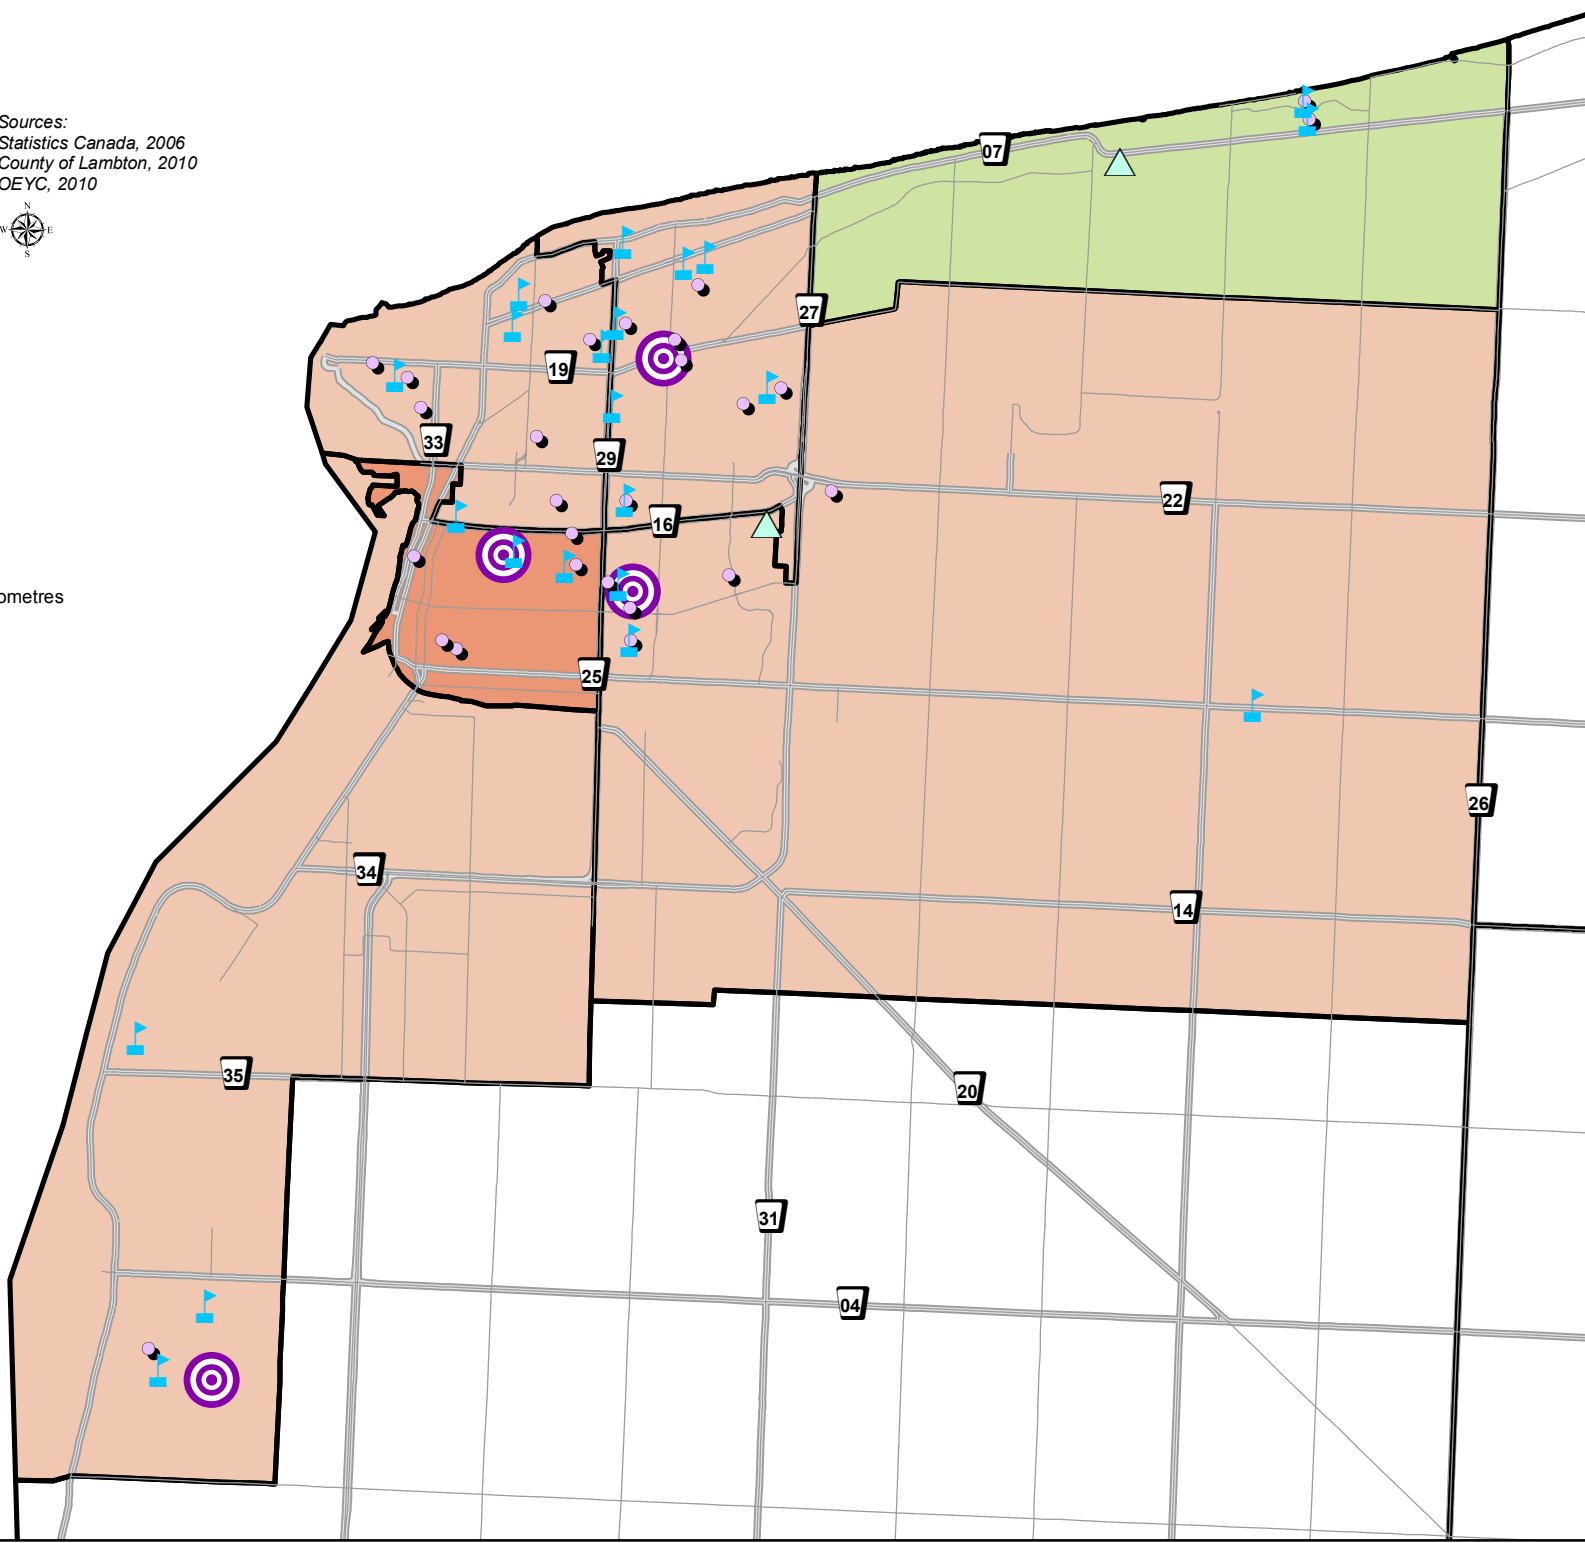 Sources:
Statistics Canada, 2006
County of Lambton, 2010
OEYC, 2010
N
W E
S
07
27
19
33
29
22
16
ometres
25
26
34
14
35
20
31
04